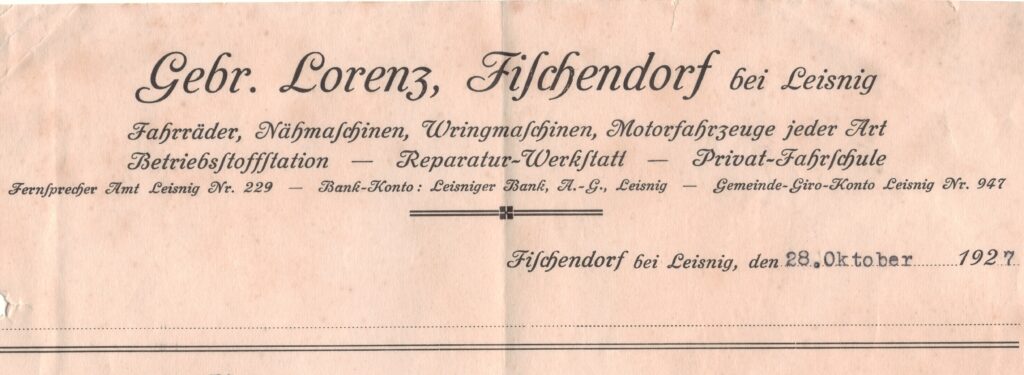 Gebr. Lorenz, Fiſchendorf bei Leisnig
Fahrräder, Nähmaſchinen, Wringmaſchinen, Motorfahrzeuge jeder Art
Betriebsſtoffſtation — Reparatur-Werkſtatt — Privat-Fahrſchule
Fernſprecher Amt Leisnig Nr. 229 — Bank-Konto: Leisniger Bank, A.-G., Leisnig — Gemeinde-Giro-Konto Leisnig Nr. 947
Fiſchendorf bei Leisnig, den 28.Oktober 1927